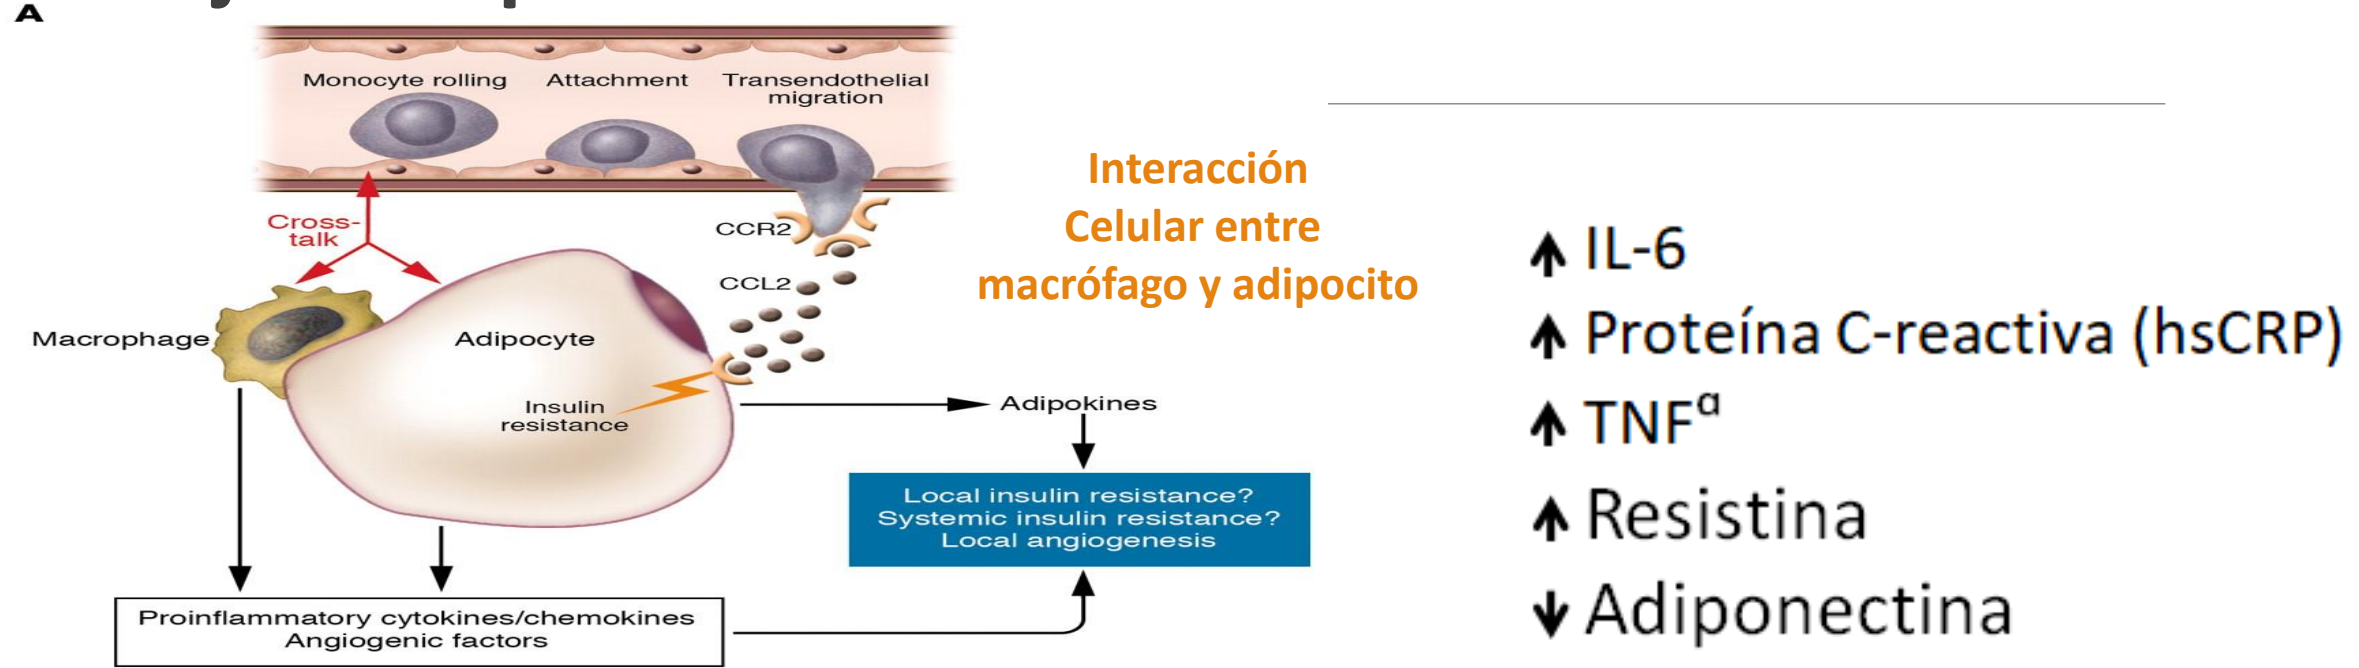 A
Monocyte rolling
Attachment
Transendothelial
migration
Cross-
talk
CCR2
CCL2
Macrophage
Adipocyte
Insulin
resistance
Adipokines
Local insulin resistance?
Systemic insulin resistance?
Local angiogenesis
Proinflammatory cytokines/chemokines
Angiogenic factors
Interacción
Celular entre
macrófago y adipocito
IL-6
Proteína C-reactiva (hsCRP)
TNFα
Resistina
Adiponectina